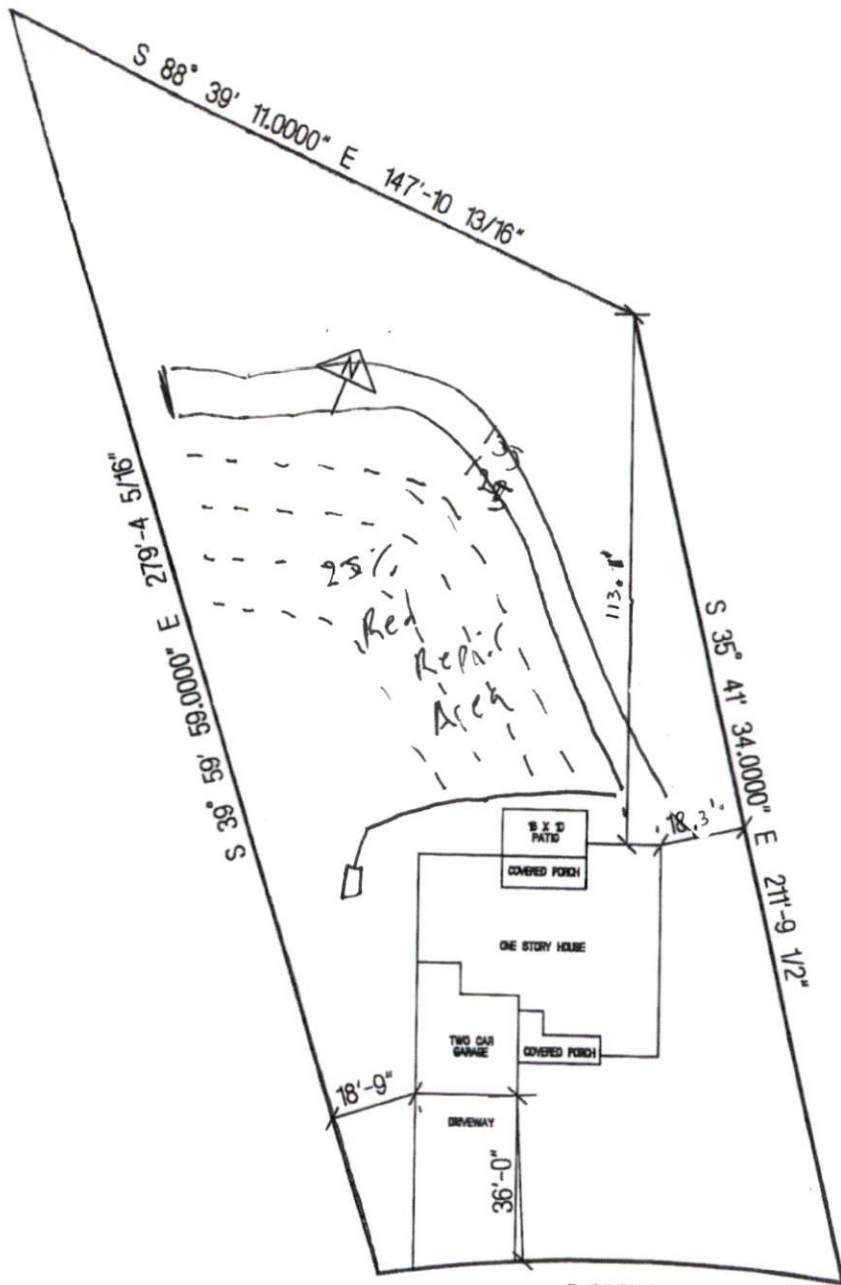 S 88° 39' 11.0000" E 147'-10 13/16"
S 39° 59' 59.0000" E 279'-4 5/16"
S 35° 41' 34.0000" E 211'-9 1/2"
N
25%
Red
Repair
Area
18.3'
PATIO
COVERED PORCH
ONE STORY HOUSE
TWO CAR
GARAGE
COVERED PORCH
18'-9"
DRIVEWAY
36'-0"